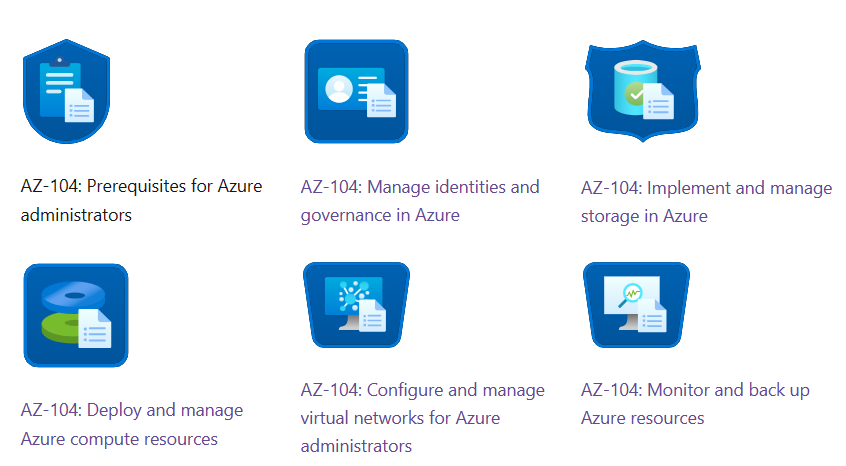 AZ-104: Prerequisites for Azure
administrators
AZ-104: Manage identities and
governance in Azure
AZ-104: Implement and manage
storage in Azure
AZ-104: Deploy and manage
Azure compute resources
AZ-104: Configure and manage
virtual networks for Azure
administrators
AZ-104: Monitor and back up
Azure resources